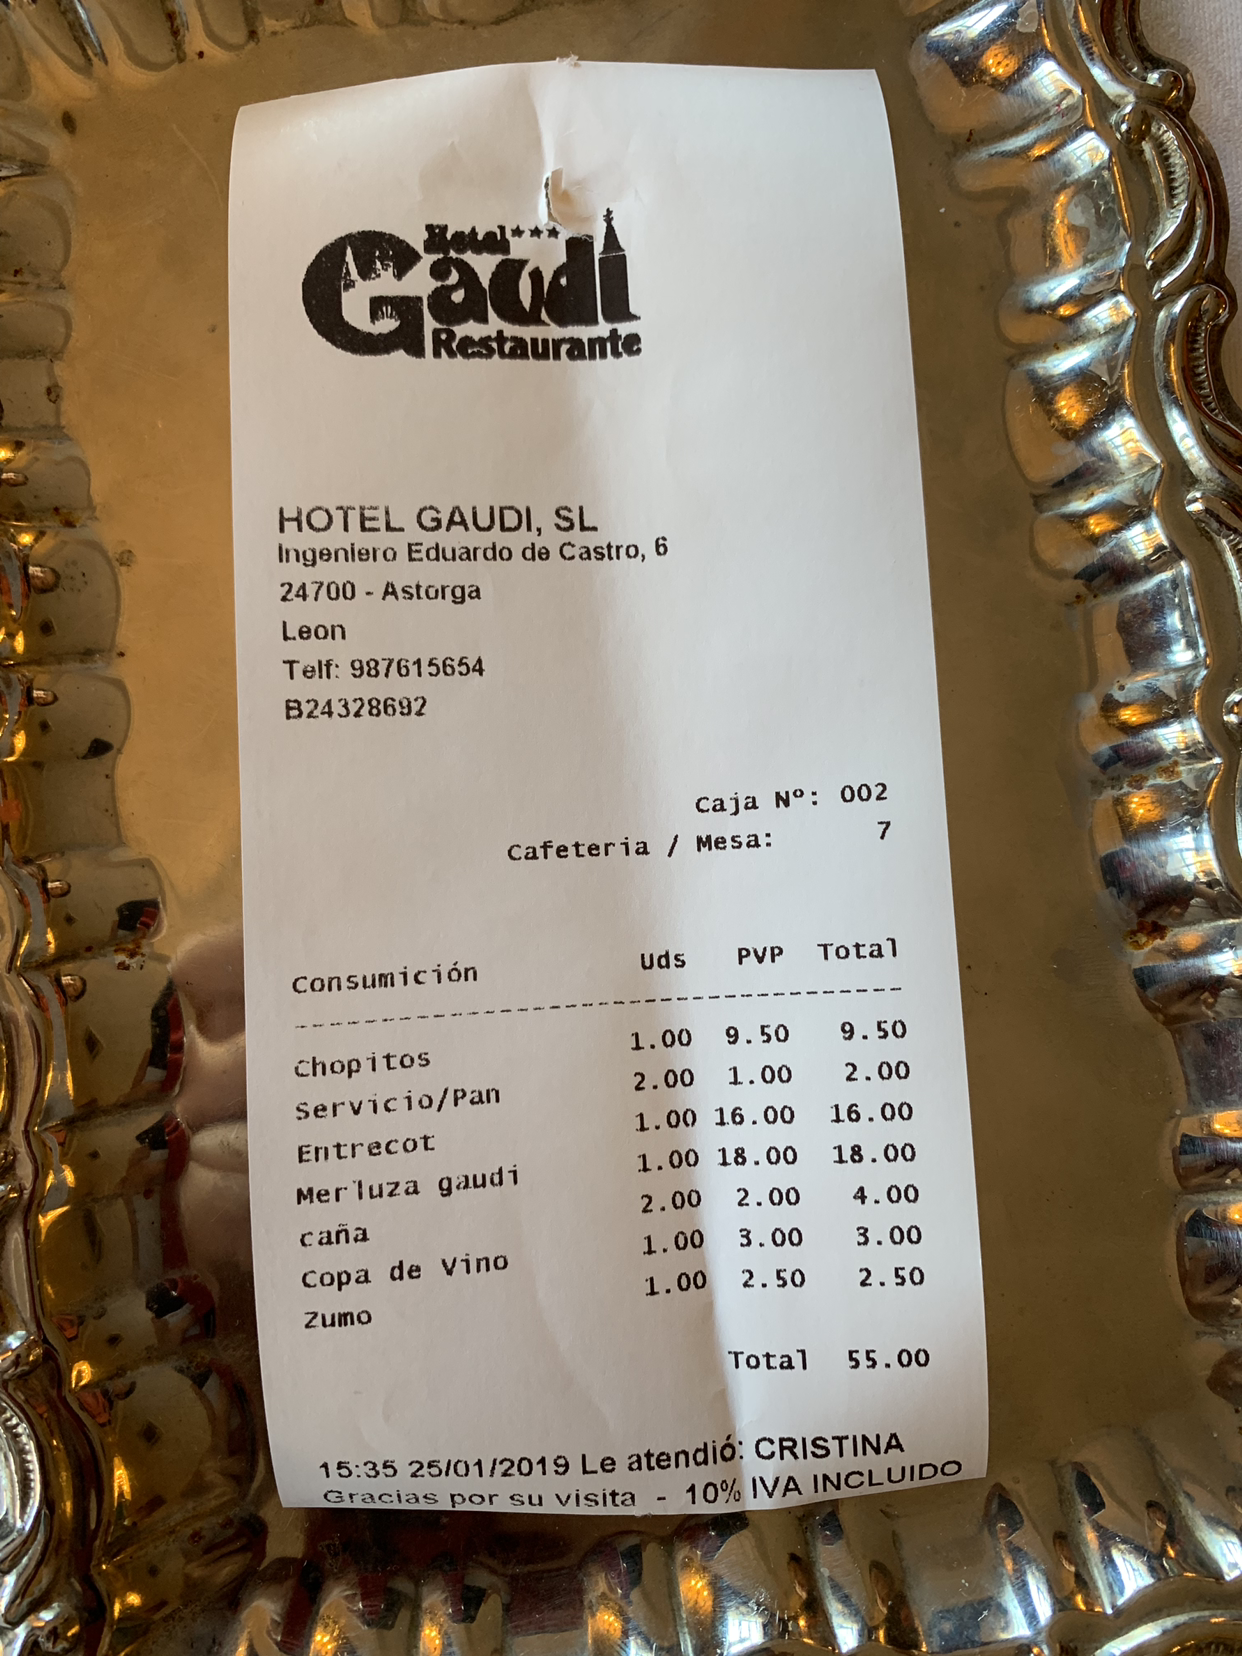 Hotel***
Gaudi
Restaurante
HOTEL GAUDI, SL
Ingeniero Eduardo de Castro, 6
24700 - Astorga
Leon
Telf: 987615654
B24328692
Caja Nº: 002
Cafeteria / Mesa: 7
Consumición Uds PVP Total
Chopitos 1.00 9.50 9.50
Servicio/Pan 2.00 1.00 2.00
Entrecot 1.00 16.00 16.00
Merluza gaudi 1.00 18.00 18.00
caña 2.00 2.00 4.00
Copa de Vino 1.00 3.00 3.00
Zumo 1.00 2.50 2.50
Total 55.00
15:35 25/01/2019 Le atendió: CRISTINA
Gracias por su visita - 10% IVA INCLUIDO